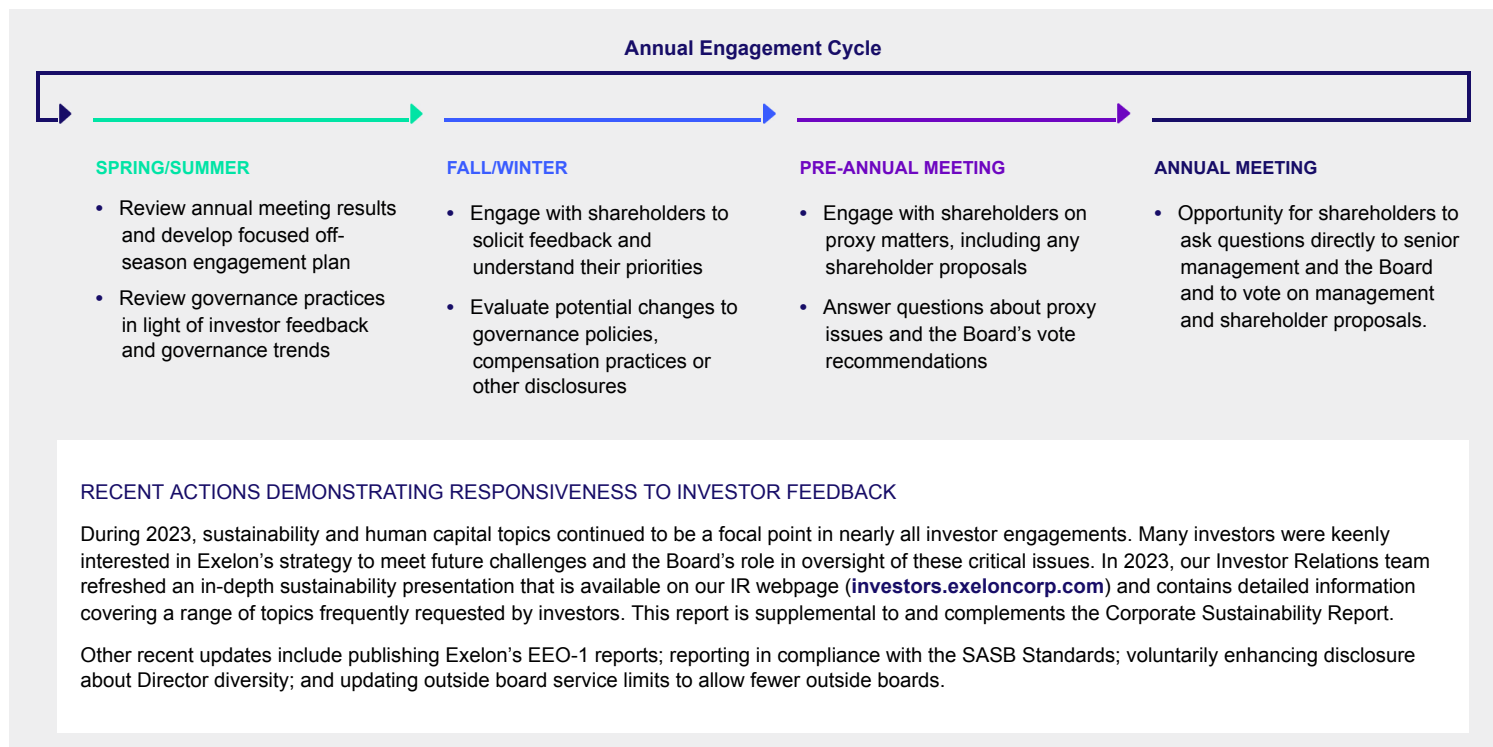 Annual Engagement Cycle
SPRING/SUMMER
• Review annual meeting results
and develop focused off-
season engagement plan
• Review governance practices
in light of investor feedback
and governance trends
FALL/WINTER
• Engage with shareholders to
solicit feedback and
understand their priorities
• Evaluate potential changes to
governance policies,
compensation practices or
other disclosures
PRE-ANNUAL MEETING
• Engage with shareholders on
proxy matters, including any
shareholder proposals
• Answer questions about proxy
issues and the Board’s vote
recommendations
ANNUAL MEETING
• Opportunity for shareholders to
ask questions directly to senior
management and the Board
and to vote on management
and shareholder proposals.
RECENT ACTIONS DEMONSTRATING RESPONSIVENESS TO INVESTOR FEEDBACK
During 2023, sustainability and human capital topics continued to be a focal point in nearly all investor engagements. Many investors were keenly
interested in Exelon’s strategy to meet future challenges and the Board’s role in oversight of these critical issues. In 2023, our Investor Relations team
refreshed an in-depth sustainability presentation that is available on our IR webpage (investors.exeloncorp.com) and contains detailed information
covering a range of topics frequently requested by investors. This report is supplemental to and complements the Corporate Sustainability Report.
Other recent updates include publishing Exelon’s EEO-1 reports; reporting in compliance with the SASB Standards; voluntarily enhancing disclosure
about Director diversity; and updating outside board service limits to allow fewer outside boards.